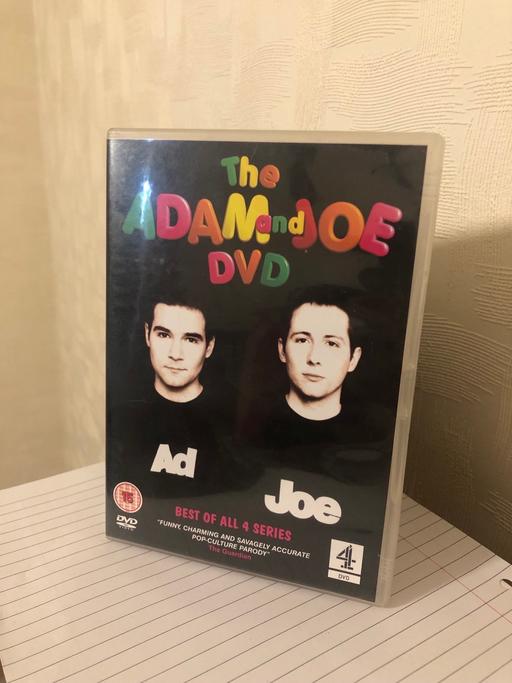 The
ADAM and JOE
DVD
Ad
Joe
15
DVD
BEST OF ALL 4 SERIES
"FUNNY, CHARMING AND SAVAGELY ACCURATE
POP-CULTURE PARODY"
The Guardian
4
DVD